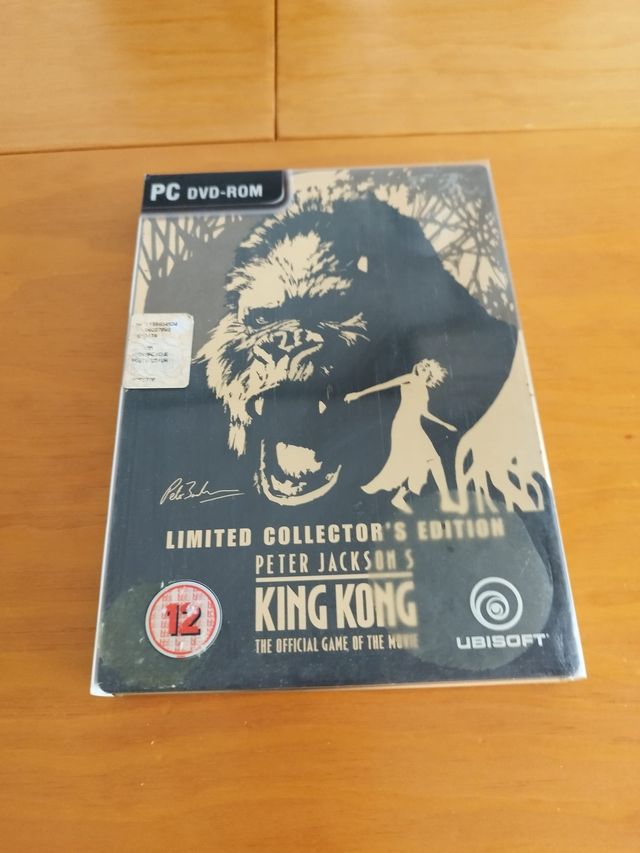 PC DVD-ROM
LIMITED COLLECTOR'S EDITION
PETER JACKSON'S
KING KONG
THE OFFICIAL GAME OF THE MOVIE
12
UBISOFT